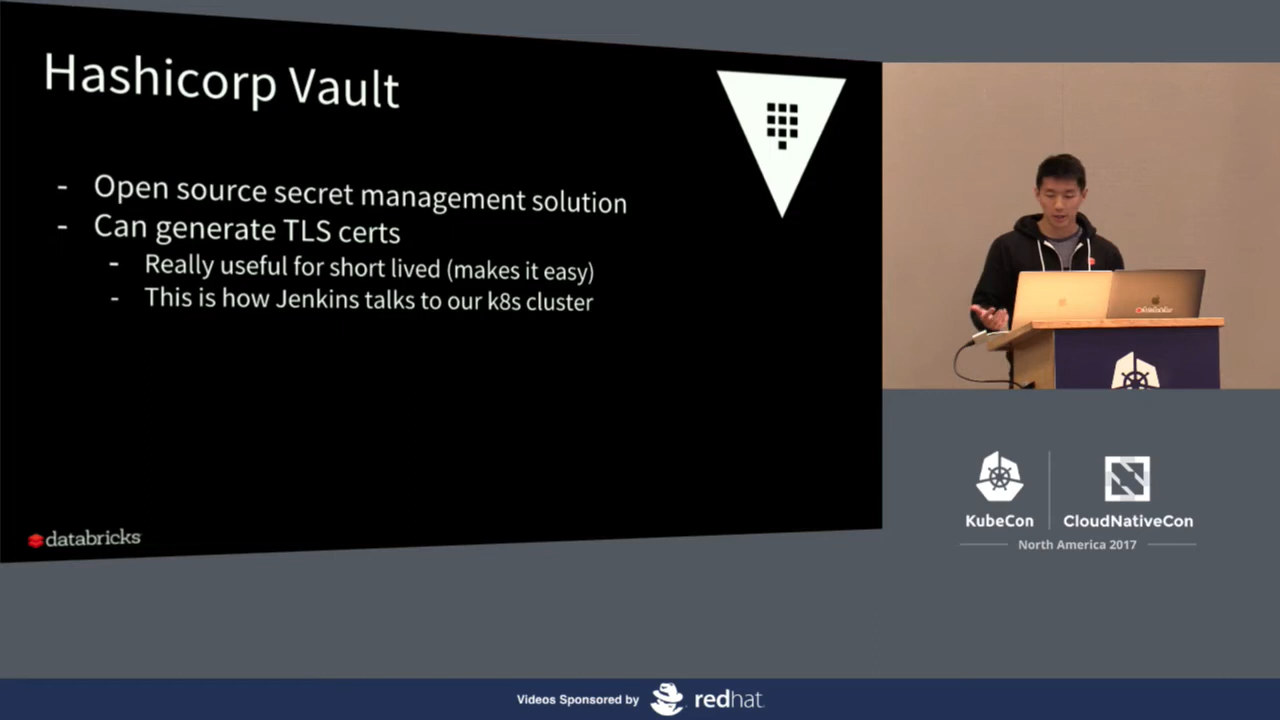 Hashicorp Vault
- Open source secret management solution
- Can generate TLS certs
- Really useful for short lived (makes it easy)
- This is how Jenkins talks to our k8s cluster
databricks
KubeCon
CloudNativeCon
North America 2017
Videos Sponsored by
redhat.